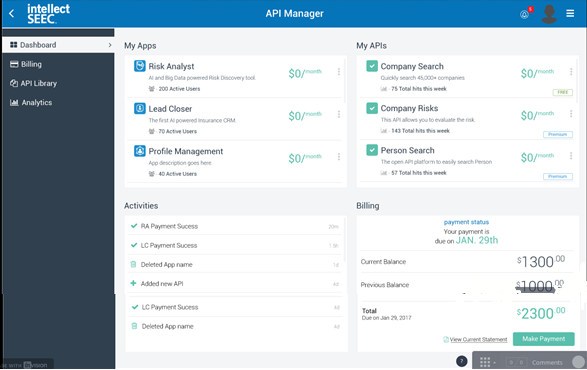 intellect
SEEC
API Manager
Dashboard
Billing
API Library
Analytics
My Apps
Risk Analyst
AI and Big Data powered Risk Discovery tool.
200 Active Users
$0/month
Lead Closer
The first AI powered Insurance CRM.
70 Active Users
$0/month
Profile Management
App description goes here
40 Active Users
$0/month
My APIs
Company Search
Quickly search 45,000+ companies
75 Total hits this week
$0/month
FREE
Company Risks
This API allows you to evaluate the risk
143 Total hits this week
$0/month
Premium
Person Search
The open API platform to easily search Person
57 Total hits this week
$0/month
Premium
Activities
RA Payment Sucess
LC Payment Sucess
Deleted App name
1d
Added new API
4d
LC Payment Sucess
4d
Deleted App name
4d
Billing
payment status
Your payment is
due on JAN. 29th
Current Balance $1300.00
Previous Balance $1000.00
Total $2300.00
Due on Jan 29, 2017
View Current Statement
Make Payment
?
Comments